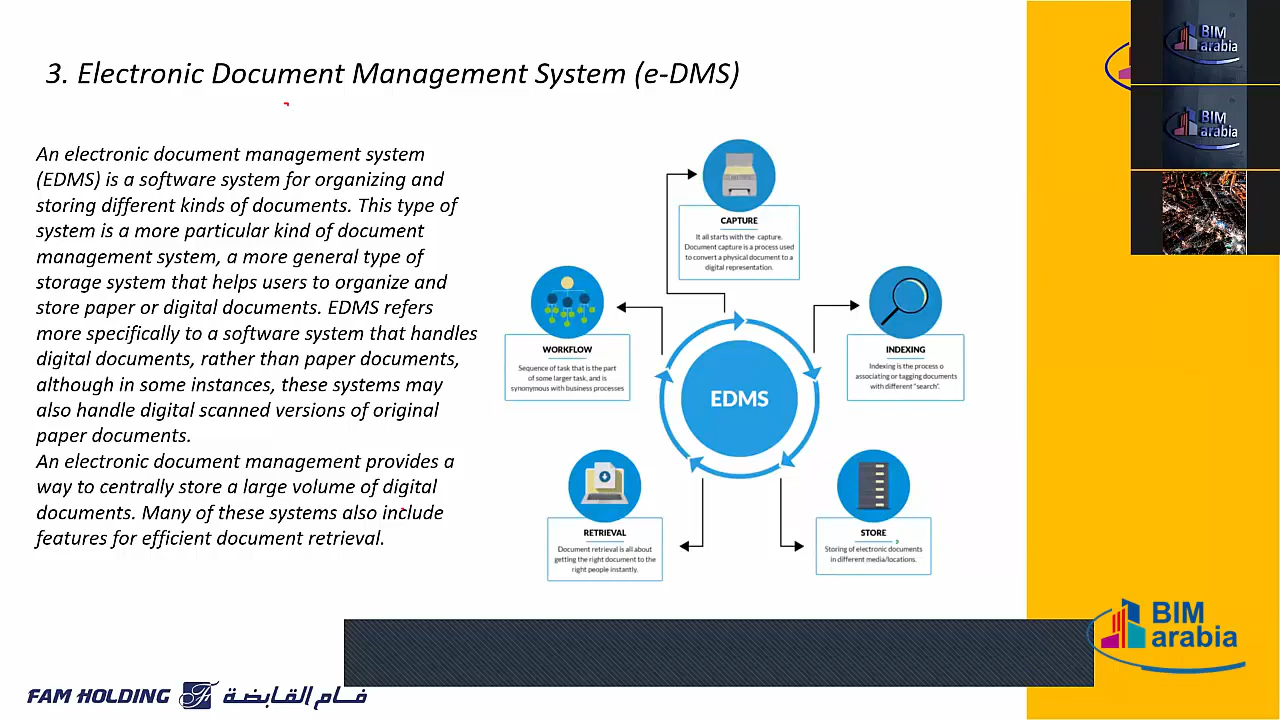 3. Electronic Document Management System (e-DMS)
An electronic document management system
(EDMS) is a software system for organizing and
storing different kinds of documents. This type of
system is a more particular kind of document
management system, a more general type of
storage system that helps users to organize and
store paper or digital documents. EDMS refers
more specifically to a software system that handles
digital documents, rather than paper documents,
although in some instances, these systems may
also handle digital scanned versions of original
paper documents.
An electronic document management provides a
way to centrally store a large volume of digital
documents. Many of these systems also include
features for efficient document retrieval.
CAPTURE
It all starts with the capture.
Document capture is a process used
to convert a physical document to a
digital representation.
INDEXING
Indexing is the process o
associating or tagging documents
with different "search".
STORE
Storing of electronic documents
in different media/locations.
RETRIEVAL
Document retrieval is all about
getting the right document to the
right people instantly.
WORKFLOW
Sequence of task that is the part
of some larger task, and is
synonymous with business processes
EDMS
BIM
arabia
BIM
arabia
BIM
arabia
FAM HOLDING فام القابضة